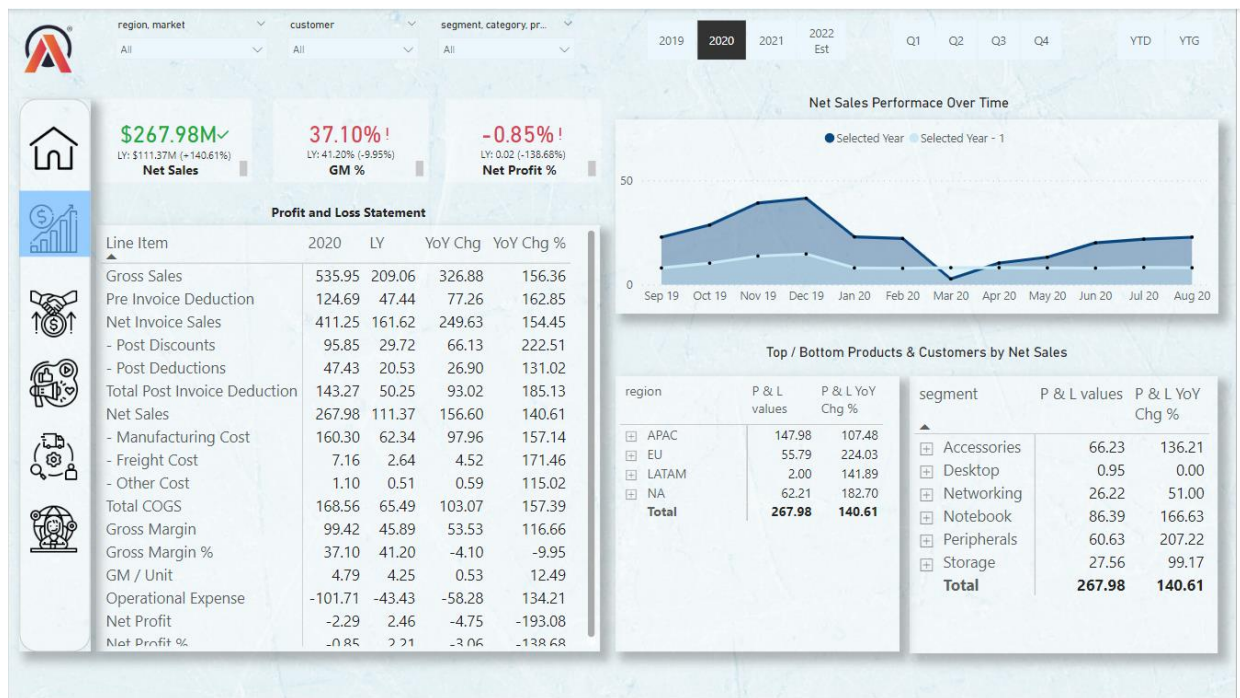 region, market
customer
segment, category, pr...
All
All
All
2019 2020 2021 2022 Est
Q1 Q2 Q3 Q4
YTD YTG
$267.98M
LY: $111.37M (+140.61%)
Net Sales
37.10% !
LY: 41.20% (-9.95%)
GM %
-0.85% !
LY: 0.02 (-138.68%)
Net Profit %
Net Sales Performace Over Time
Selected Year Selected Year - 1
50
0
Sep 19 Oct 19 Nov 19 Dec 19 Jan 20 Feb 20 Mar 20 Apr 20 May 20 Jun 20 Jul 20 Aug 20
Profit and Loss Statement
Line Item 2020 LY YoY Chg YoY Chg %
Gross Sales 535.95 209.06 326.88 156.36
Pre Invoice Deduction 124.69 47.44 77.26 162.85
Net Invoice Sales 411.25 161.62 249.63 154.45
- Post Discounts 95.85 29.72 66.13 222.51
- Post Deductions 47.43 20.53 26.90 131.02
Total Post Invoice Deduction 143.27 50.25 93.02 185.13
Net Sales 267.98 111.37 156.60 140.61
- Manufacturing Cost 160.30 62.34 97.96 157.14
- Freight Cost 7.16 2.64 4.52 171.46
- Other Cost 1.10 0.51 0.59 115.02
Total COGS 168.56 65.49 103.07 157.39
Gross Margin 99.42 45.89 53.53 116.66
Gross Margin % 37.10 41.20 -4.10 -9.95
GM / Unit 4.79 4.25 0.53 12.49
Operational Expense -101.71 -43.43 -58.28 134.21
Net Profit -2.29 2.46 -4.75 -193.08
Net Profit % -0.85 2.21 -3.06 -138.68
Top / Bottom Products & Customers by Net Sales
region P & L values P & L YoY Chg %
APAC 147.98 107.48
EU 55.79 224.03
LATAM 2.00 141.89
NA 62.21 182.70
Total 267.98 140.61
segment P & L values P & L YoY Chg %
Accessories 66.23 136.21
Desktop 0.95 0.00
Networking 26.22 51.00
Notebook 86.39 166.63
Peripherals 60.63 207.22
Storage 27.56 99.17
Total 267.98 140.61